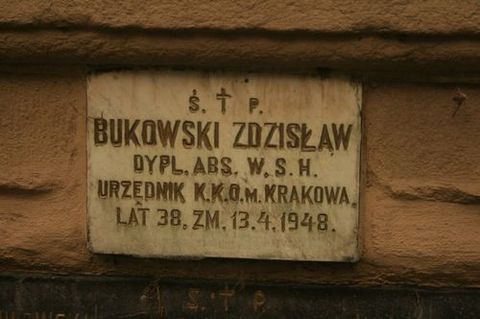 Ś. † P.
BUKOWSKI ZDZISŁAW
DYPL. ABS. W. S. H.
URZĘDNIK K.K.O.M. KRAKOWA.
LAT 38. ZM. 13.4.1948.
Ś. † P.